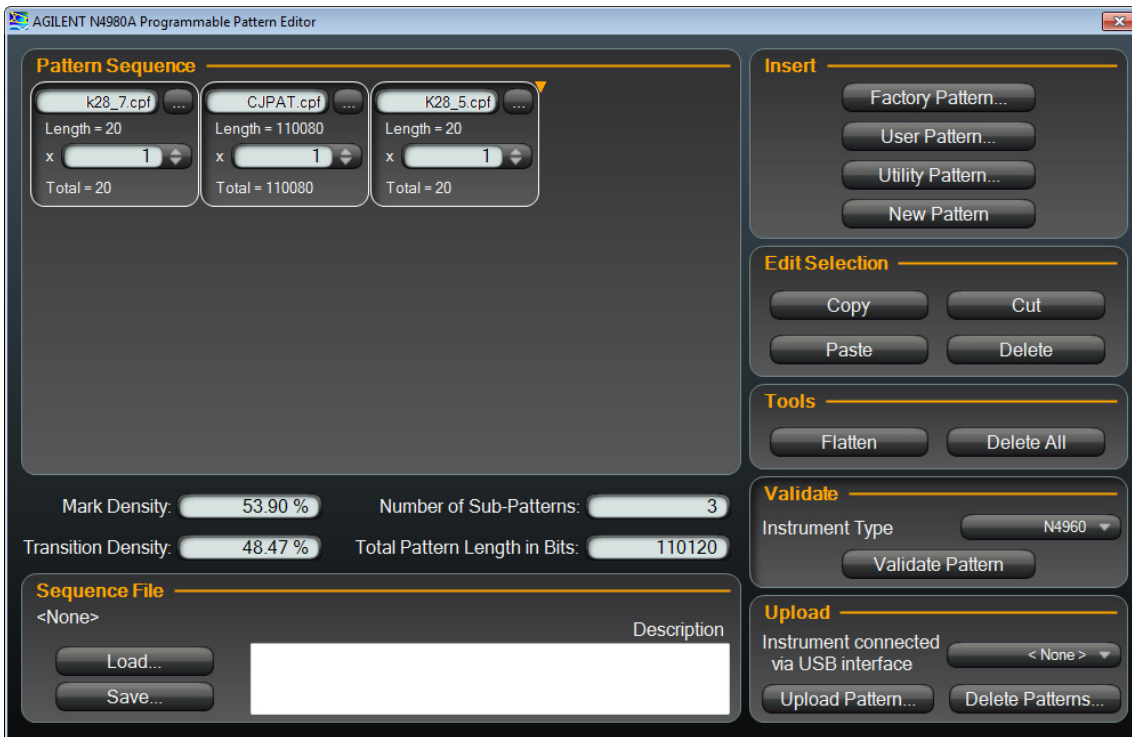 AGILENT N4980A Programmable Pattern Editor
Pattern Sequence
k28_7.cpf ... CJPAT.cpf ... K28_5.cpf ...
Length = 20 Length = 110080 Length = 20
x 1 x 1 x 1
Total = 20 Total = 110080 Total = 20
Mark Density: 53.90 % Number of Sub-Patterns: 3
Transition Density: 48.47 % Total Pattern Length in Bits: 110120
Sequence File
<None>
Description
Load...
Save...
Insert
Factory Pattern...
User Pattern...
Utility Pattern...
New Pattern
Edit Selection
Copy Cut
Paste Delete
Tools
Flatten Delete All
Validate
Instrument Type N4960
Validate Pattern
Upload
Instrument connected
via USB interface < None >
Upload Pattern... Delete Patterns...